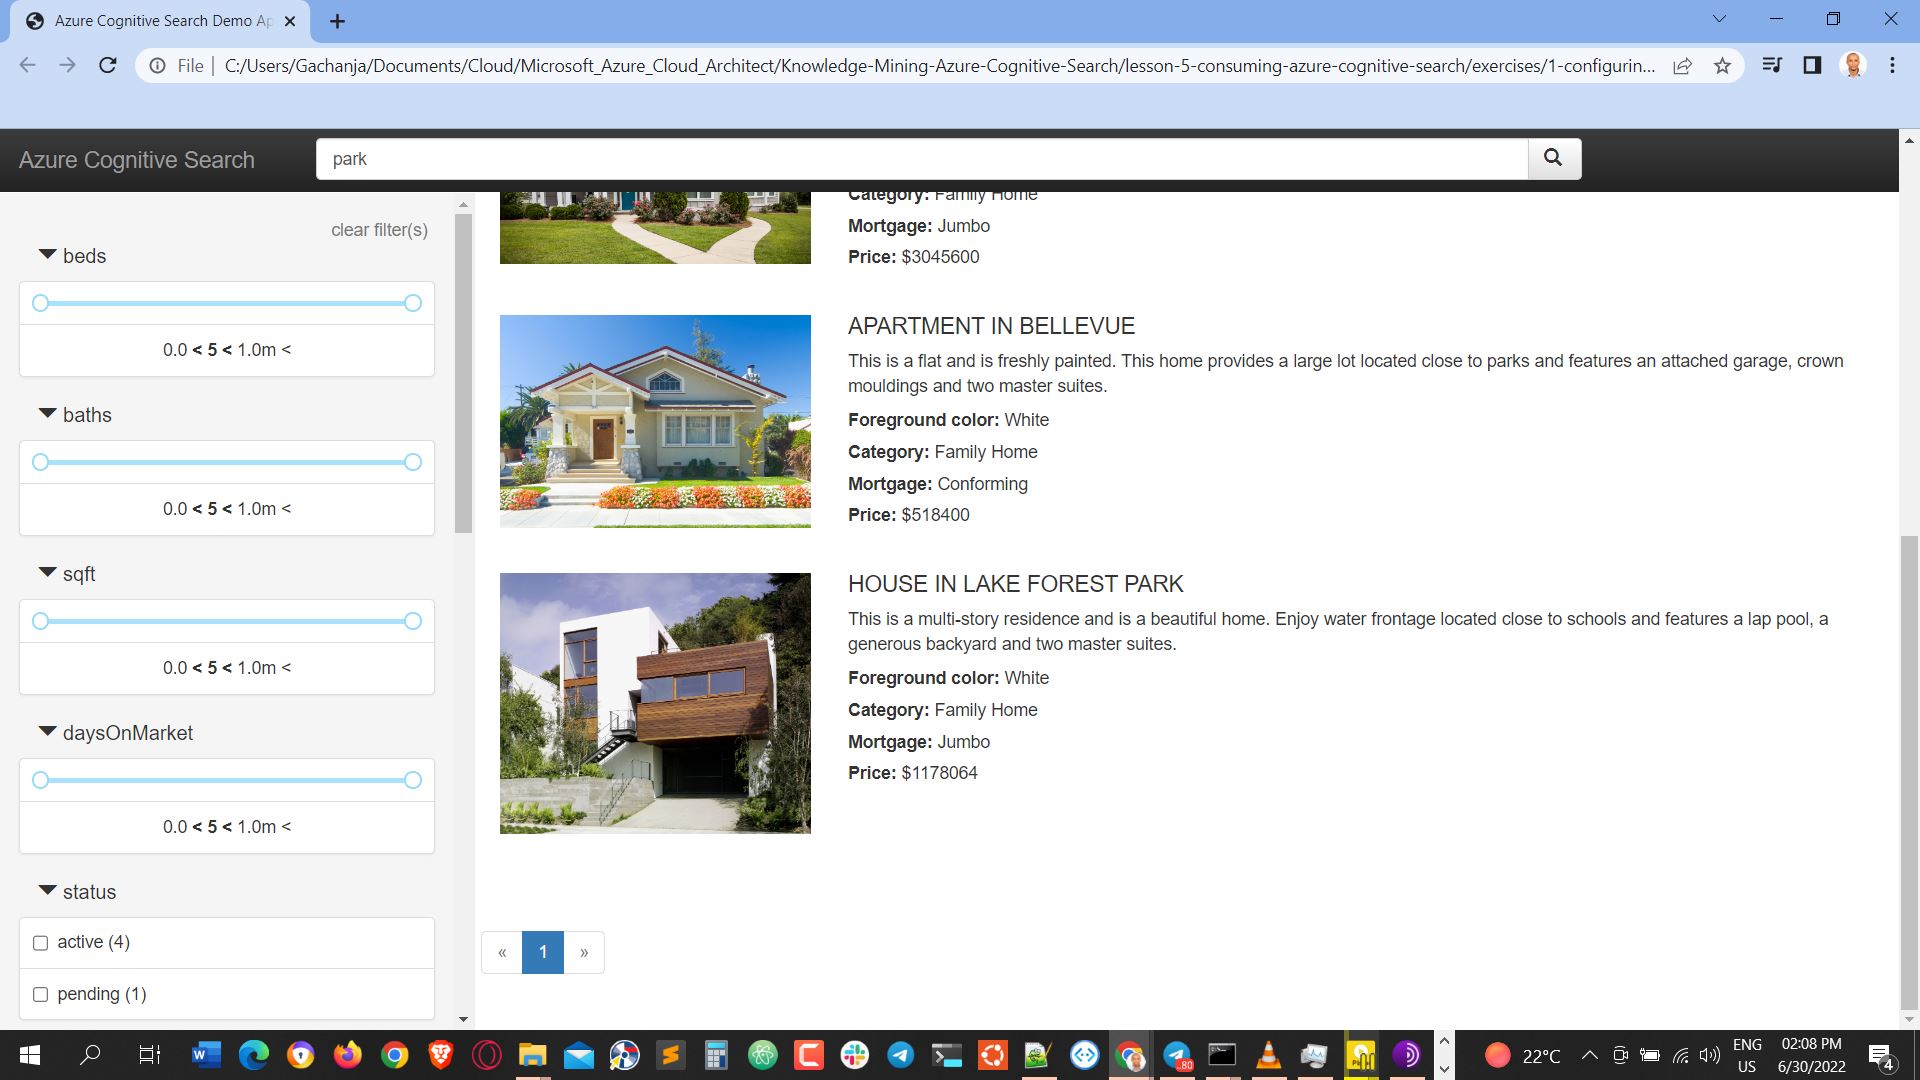 Azure Cognitive Search Demo Ap
File | C:/Users/Gachanja/Documents/Cloud/Microsoft_Azure_Cloud_Architect/Knowledge-Mining-Azure-Cognitive-Search/lesson-5-consuming-azure-cognitive-search/exercises/1-configurin...
Azure Cognitive Search
park
clear filter(s)
beds
0.0 < 5 < 1.0m <
baths
0.0 < 5 < 1.0m <
sqft
0.0 < 5 < 1.0m <
daysOnMarket
0.0 < 5 < 1.0m <
status
active (4)
pending (1)
Category: Family Home
Mortgage: Jumbo
Price: $3045600
APARTMENT IN BELLEVUE
This is a flat and is freshly painted. This home provides a large lot located close to parks and features an attached garage, crown
mouldings and two master suites.
Foreground color: White
Category: Family Home
Mortgage: Conforming
Price: $518400
HOUSE IN LAKE FOREST PARK
This is a multi-story residence and is a beautiful home. Enjoy water frontage located close to schools and features a lap pool, a
generous backyard and two master suites.
Foreground color: White
Category: Family Home
Mortgage: Jumbo
Price: $1178064
« 1 »
22°C
ENG
US
02:08 PM
6/30/2022
4